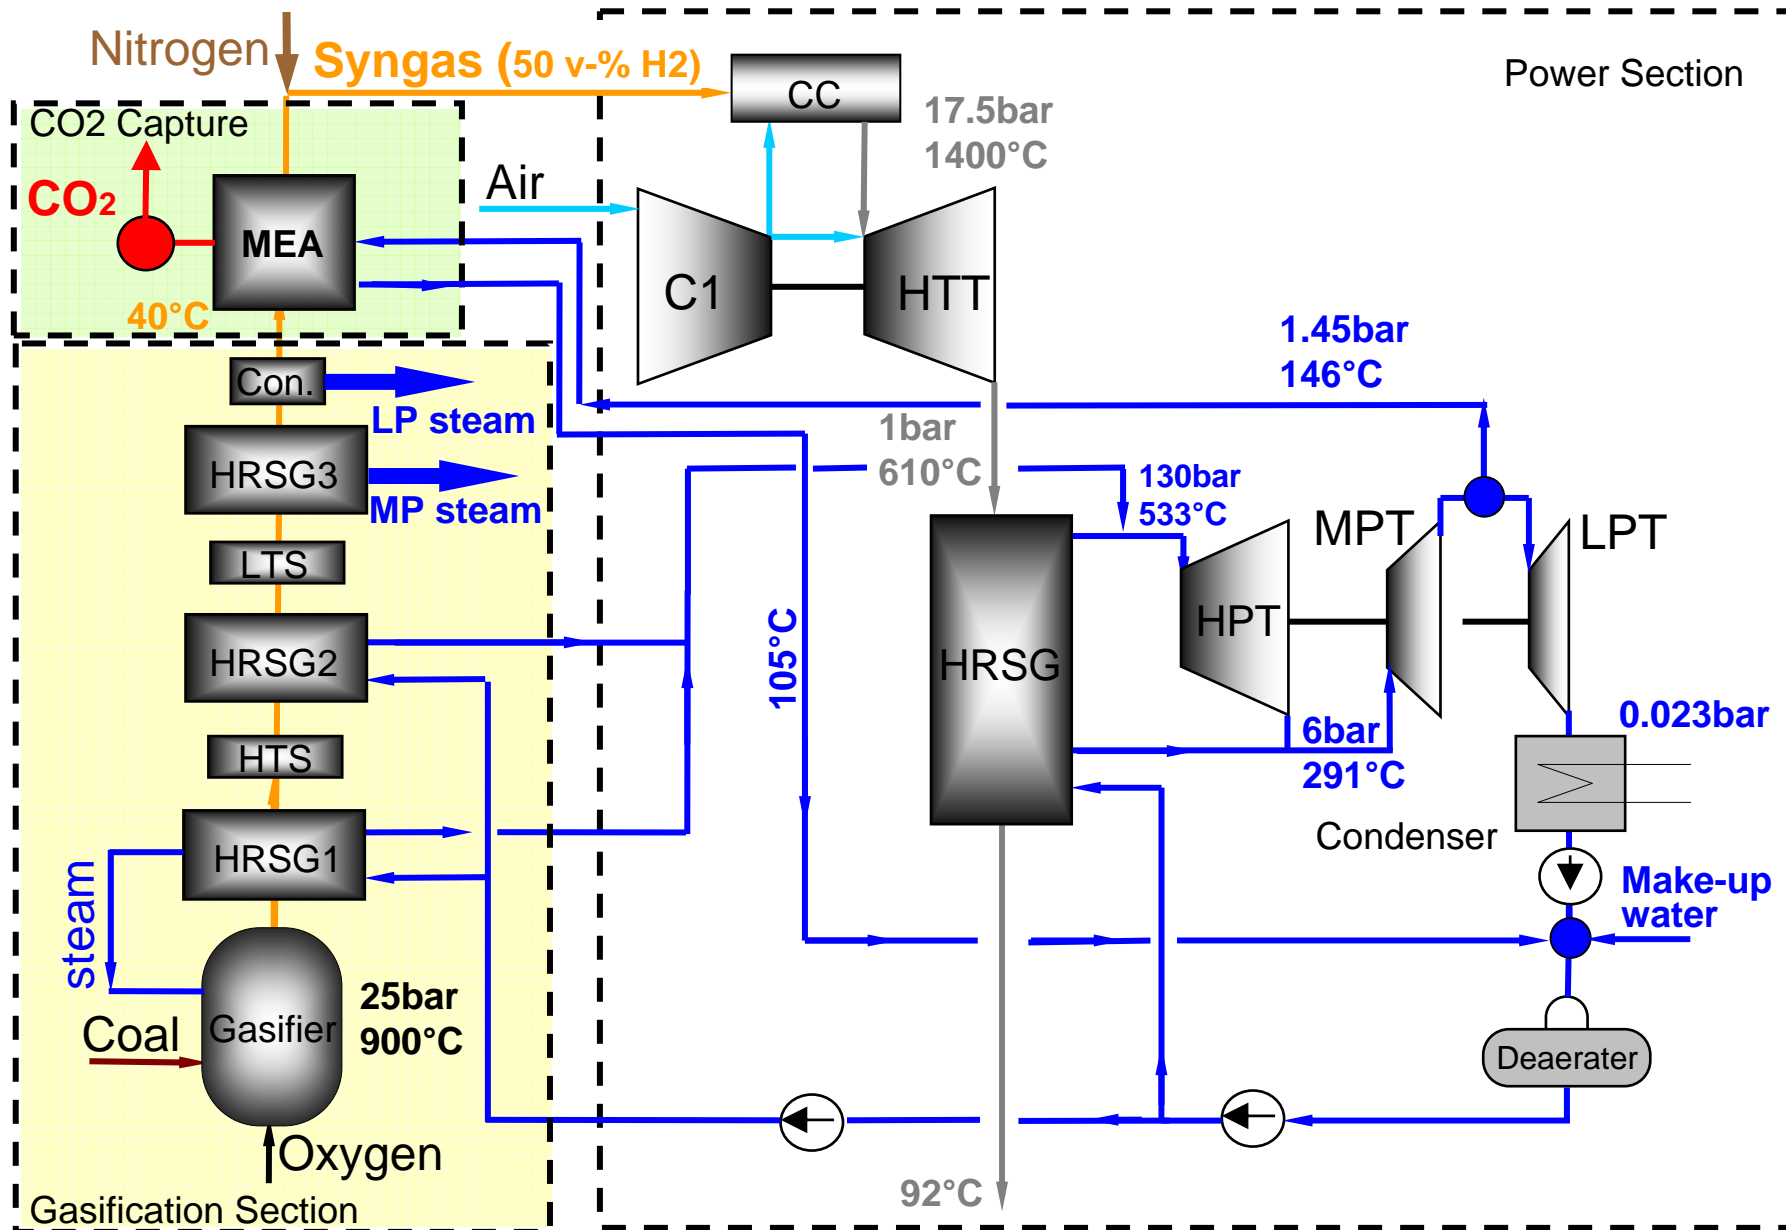 Nitrogen
Syngas (50 v-% H2)
Power Section
CC
17.5bar
1400°C
CO2 Capture
CO2
MEA
Air
40°C
C1
HTT
1.45bar
146°C
Con.
LP steam
1bar
610°C
HRSG3
MP steam
130bar
533°C
MPT
LPT
LTS
HRSG2
105°C
HPT
HRSG
6bar
291°C
0.023bar
HTS
Condenser
HRSG1
steam
Make-up
water
25bar
900°C
Gasifier
Coal
Deaerater
Oxygen
92°C
Gasification Section